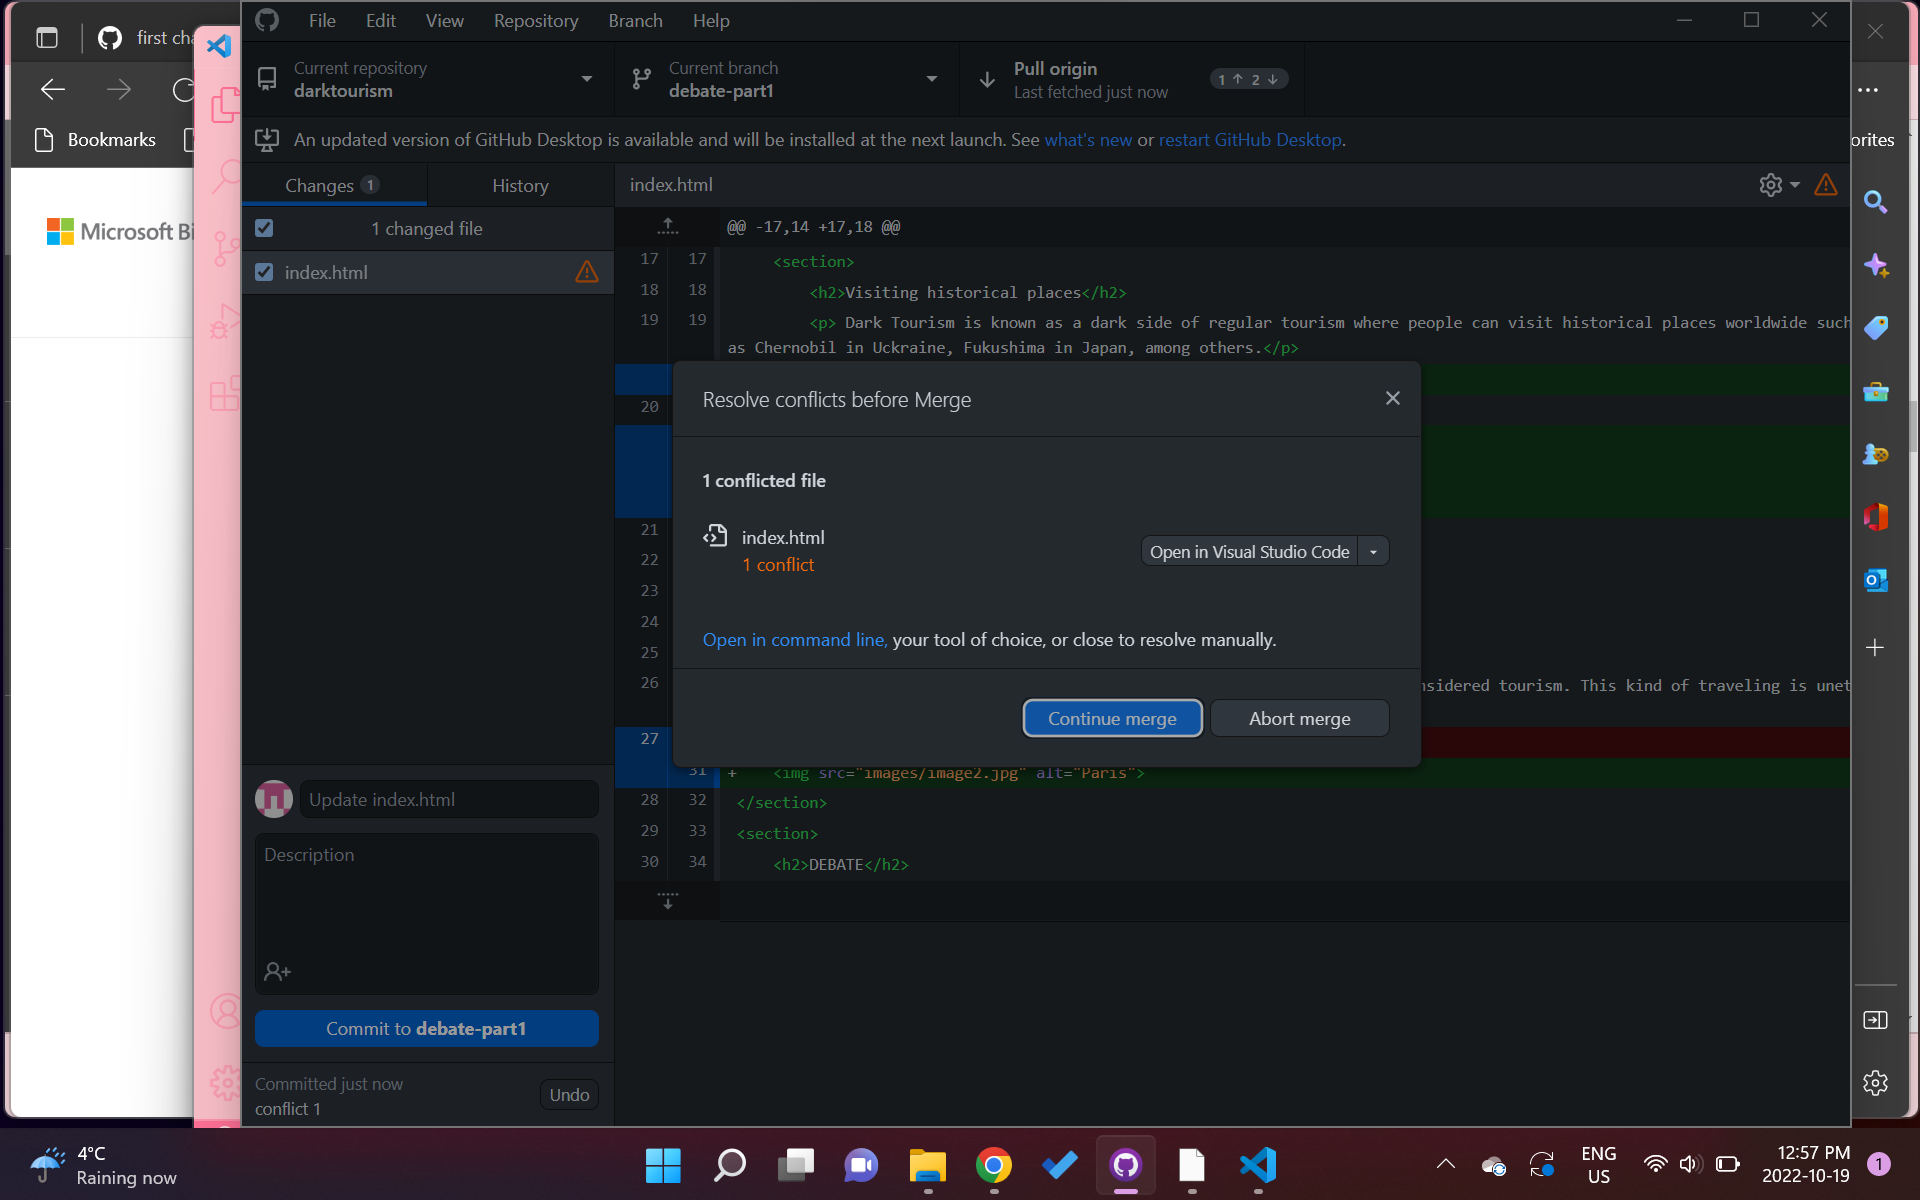 first cha
Bookmarks
Microsoft Bi
File Edit View Repository Branch Help
Current repository
darktourism
Current branch
debate-part1
Pull origin
Last fetched just now
1 ↑ 2 ↓
An updated version of GitHub Desktop is available and will be installed at the next launch. See what's new or restart GitHub Desktop.
orites
Changes 1
History
index.html
1 changed file
index.html
@@ -17,14 +17,18 @@
17 17 <section>
18 18 <h2>Visiting historical places</h2>
19 19 <p> Dark Tourism is known as a dark side of regular tourism where people can visit historical places worldwide such
as Chernobil in Uckraine, Fukushima in Japan, among others.</p>
20
21
22
23
24
25
26 nsidered tourism. This kind of traveling is unet
27
31 + <img src="images/image2.jpg" alt="Paris">
28 32 </section>
29 33 <section>
30 34 <h2>DEBATE</h2>
Resolve conflicts before Merge
1 conflicted file
index.html
1 conflict
Open in Visual Studio Code
Open in command line, your tool of choice, or close to resolve manually.
Continue merge
Abort merge
Update index.html
Description
Commit to debate-part1
Committed just now
conflict 1
Undo
4°C
Raining now
ENG
US
12:57 PM
2022-10-19
1